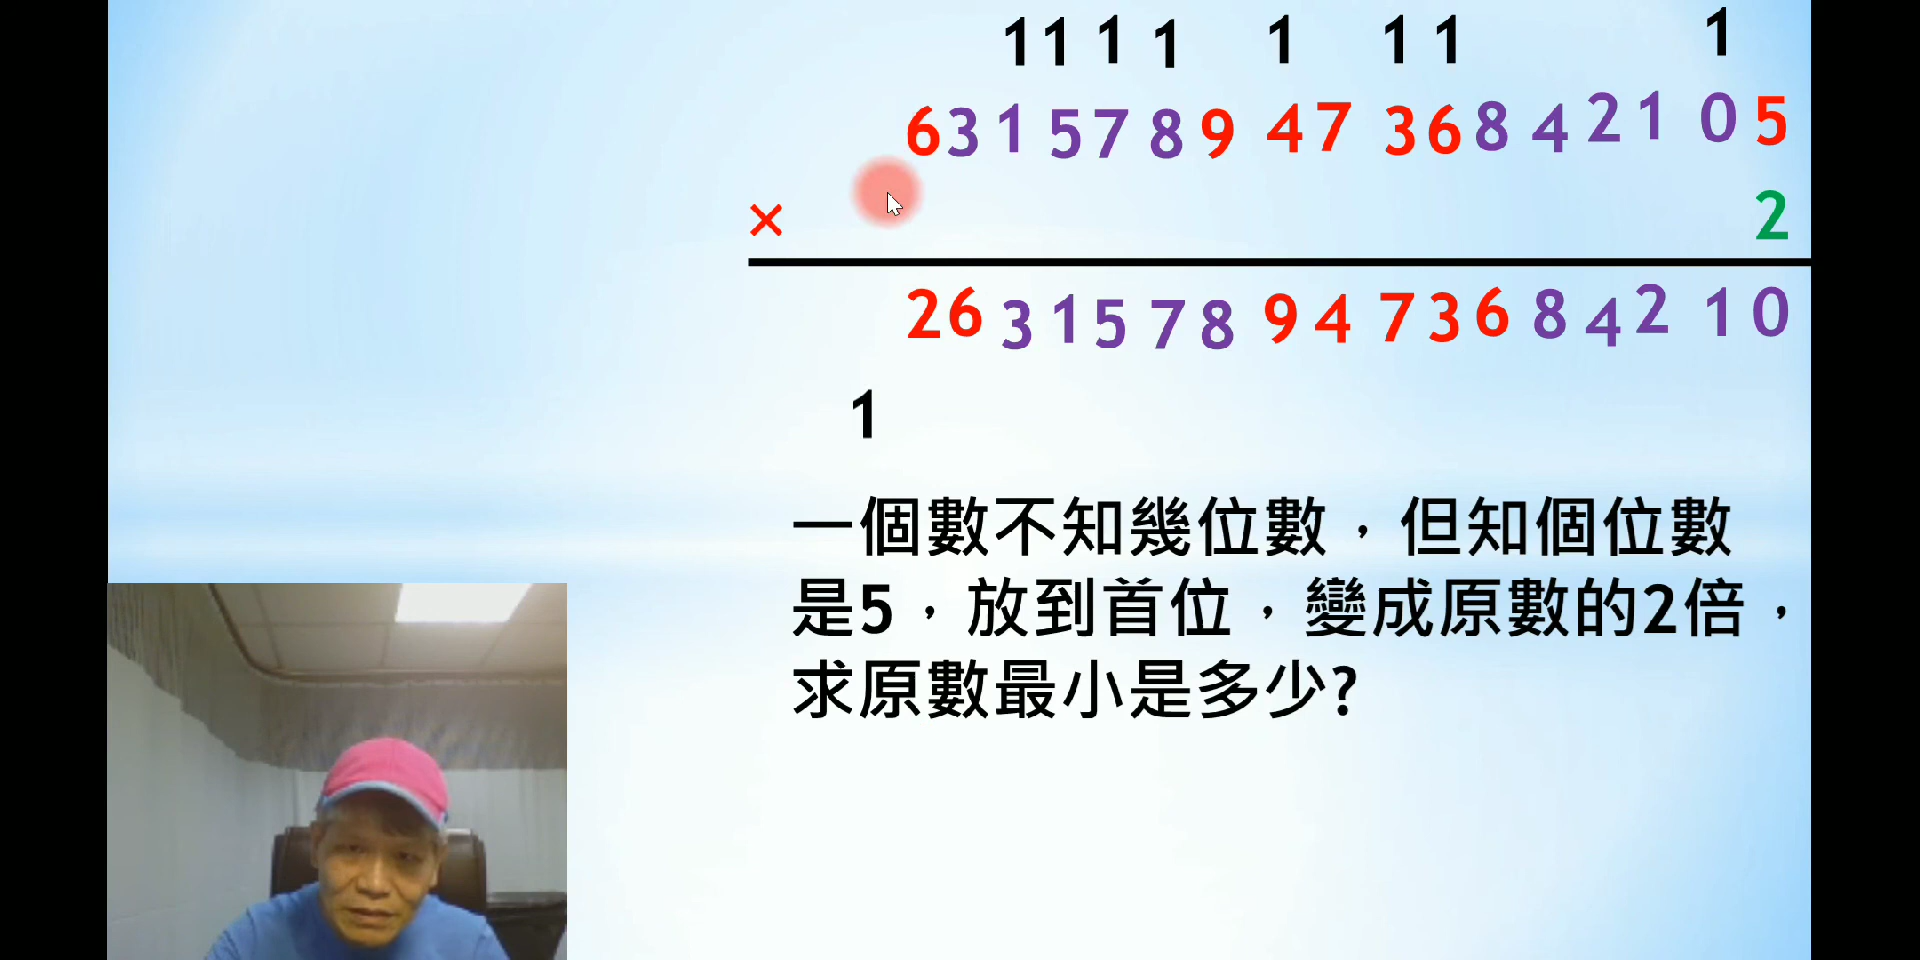 1111 1 11 1
63157894736842105
× 2
26315789473684210
1
一個數不知幾位數，但知個位數
是5，放到首位，變成原數的2倍，
求原數最小是多少?